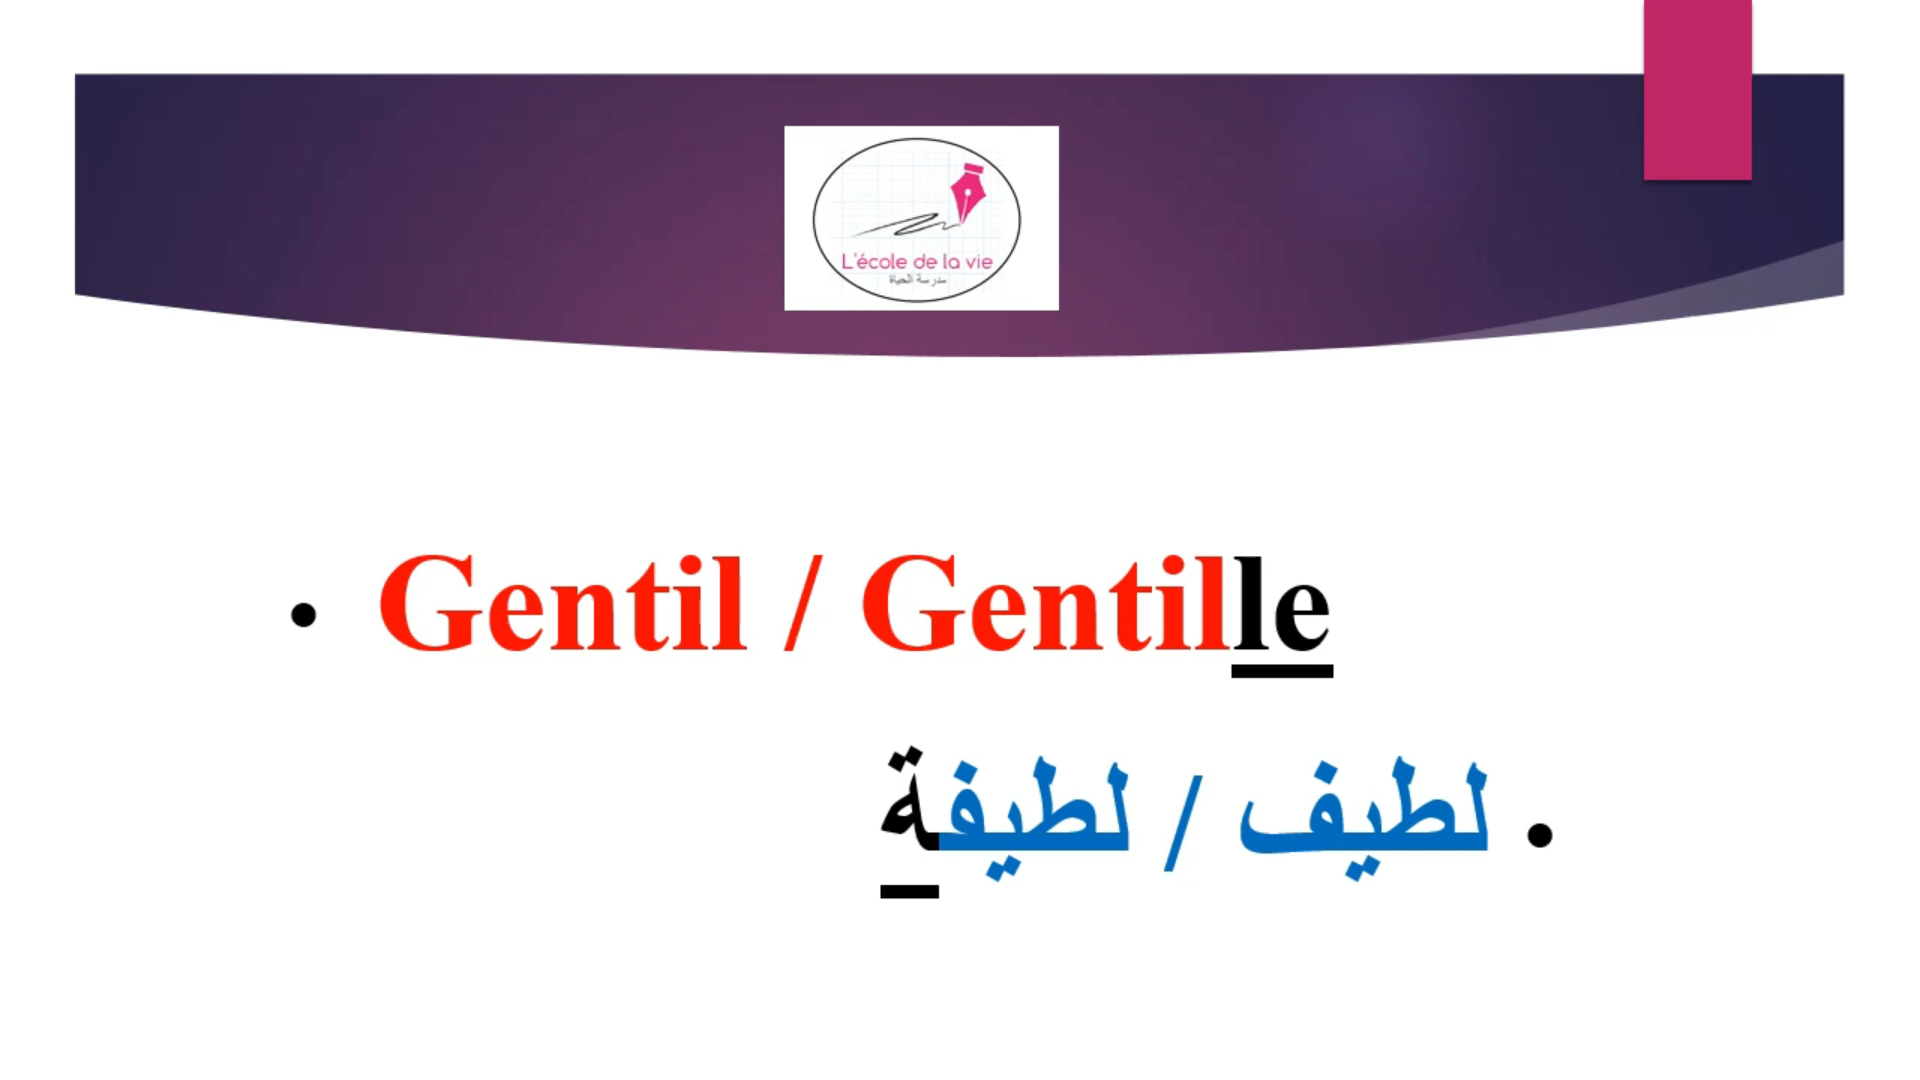 L'école de la vie
مدرسة الحياة
• Gentil / Gentille
• لطيف / لطيفة